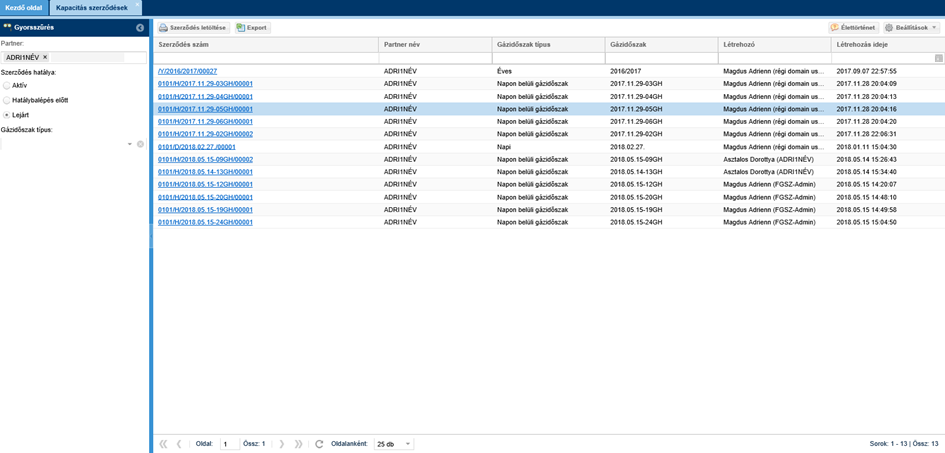 Kezdő oldal Kapacitás szerződések
Gyorsszűrés
Partner:
ADRI1NÉV
Szerződés hatálya:
Aktív
Hatálybalépés előtt
Lejárt
Gázidőszak típus:
Szerződés letöltése Export Élettörténet Beállítások
Szerződés szám Partner név Gázidőszak típus Gázidőszak Létrehozó Létrehozás ideje
/Y/2016/2017/00027 ADRI1NÉV Éves 2016/2017 Magdus Adrienn (régi domain us... 2017.09.07 22:57:55
0101/H/2017.11.29-03GH/00001 ADRI1NÉV Napon belüli gázidőszak 2017.11.29-03GH Magdus Adrienn (régi domain us... 2017.11.28 20:04:09
0101/H/2017.11.29-04GH/00001 ADRI1NÉV Napon belüli gázidőszak 2017.11.29-04GH Magdus Adrienn (régi domain us... 2017.11.28 20:04:13
0101/H/2017.11.29-05GH/00001 ADRI1NÉV Napon belüli gázidőszak 2017.11.29-05GH Magdus Adrienn (régi domain us... 2017.11.28 20:04:16
0101/H/2017.11.29-06GH/00001 ADRI1NÉV Napon belüli gázidőszak 2017.11.29-06GH Magdus Adrienn (régi domain us... 2017.11.28 20:04:20
0101/H/2017.11.29-02GH/00002 ADRI1NÉV Napon belüli gázidőszak 2017.11.29-02GH Magdus Adrienn (régi domain us... 2017.11.28 22:06:31
0101/D/2018.02.27./00001 ADRI1NÉV Napi 2018.02.27. Magdus Adrienn (régi domain us... 2018.01.11 15:04:30
0101/H/2018.05.15-09GH/00002 ADRI1NÉV Napon belüli gázidőszak 2018.05.15-09GH Asztalos Dorottya (ADRI1NÉV) 2018.05.14 15:26:43
0101/H/2018.05.14-13GH/00001 ADRI1NÉV Napon belüli gázidőszak 2018.05.14-13GH Asztalos Dorottya (ADRI1NÉV) 2018.05.14 15:34:40
0101/H/2018.05.15-12GH/00001 ADRI1NÉV Napon belüli gázidőszak 2018.05.15-12GH Magdus Adrienn (FGSZ-Admin) 2018.05.15 14:20:07
0101/H/2018.05.15-20GH/00001 ADRI1NÉV Napon belüli gázidőszak 2018.05.15-20GH Magdus Adrienn (FGSZ-Admin) 2018.05.15 14:48:10
0101/H/2018.05.15-19GH/00001 ADRI1NÉV Napon belüli gázidőszak 2018.05.15-19GH Magdus Adrienn (FGSZ-Admin) 2018.05.15 14:49:58
0101/H/2018.05.15-24GH/00001 ADRI1NÉV Napon belüli gázidőszak 2018.05.15-24GH Magdus Adrienn (FGSZ-Admin) 2018.05.15 15:04:50
Oldal: 1 Össz: 1 Oldalanként: 25 db Sorok: 1 - 13 | Össz: 13